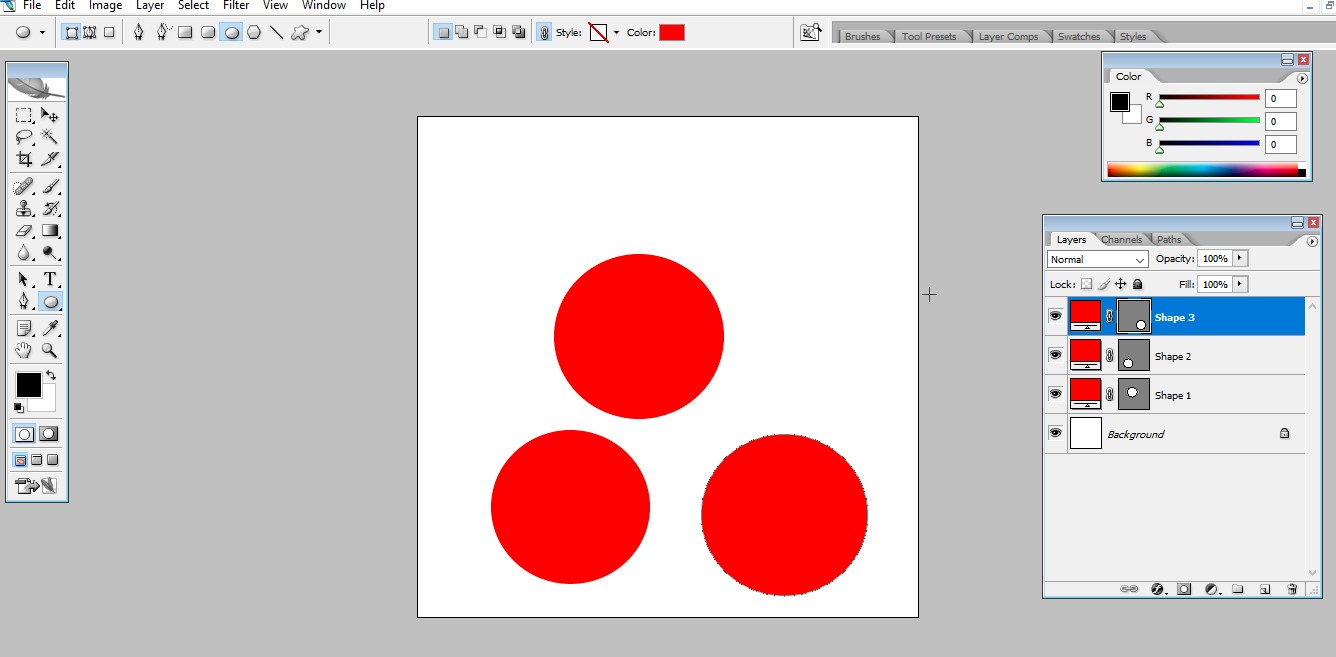 File Edit Image Layer Select Filter View Window Help
Style: Color:
Brushes Tool Presets Layer Comps Swatches Styles
Color
R 0
G 0
B 0
Layers Channels Paths
Normal Opacity: 100%
Lock: Fill: 100%
Shape 3
Shape 2
Shape 1
Background
T